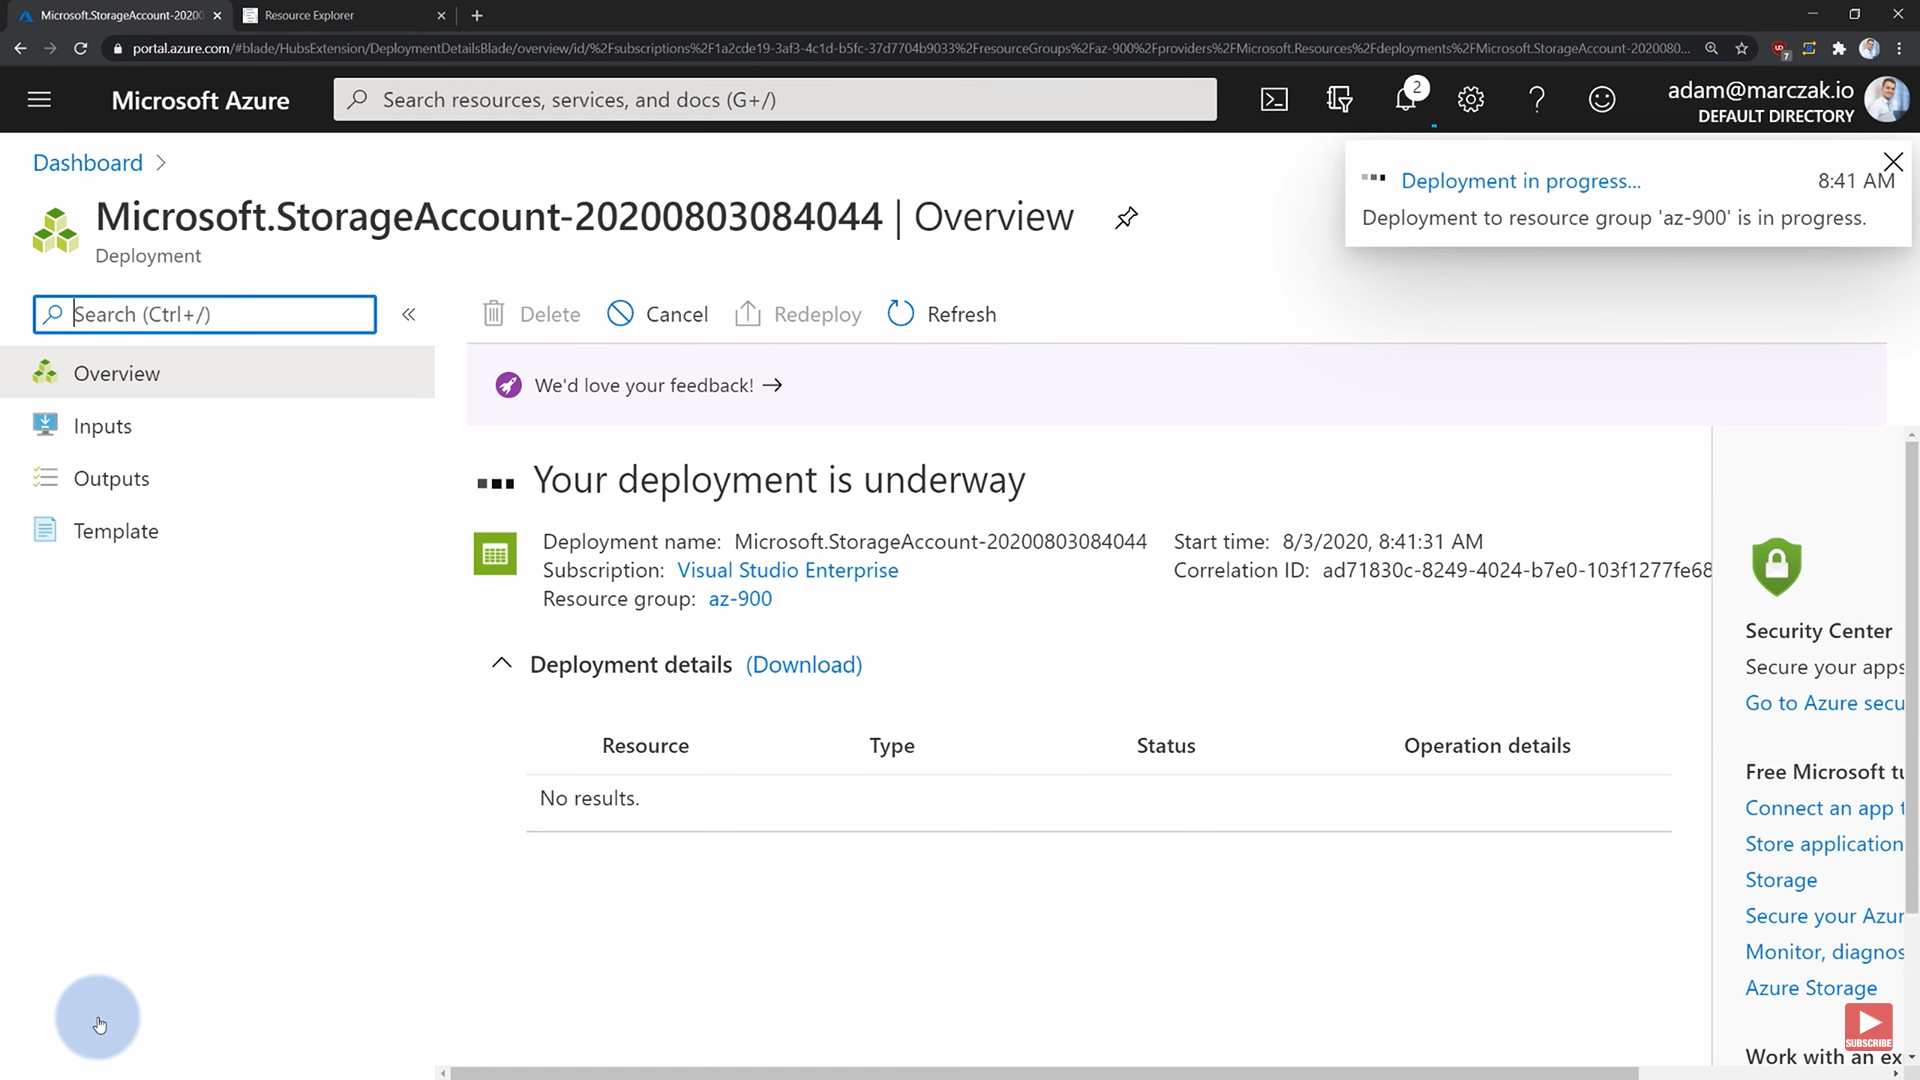 Microsoft.StorageAccount-20200
Resource Explorer
portal.azure.com/#blade/HubsExtension/DeploymentDetailsBlade/overview/id/%2Fsubscriptions%2F1a2cde19-3af3-4c1d-b5fc-37d7704b9033%2FresourceGroups%2Faz-900%2Fproviders%2FMicrosoft.Resources%2Fdeployments%2FMicrosoft.StorageAccount-2020080...
7
Microsoft Azure
Search resources, services, and docs (G+/)
2
adam@marczak.io
DEFAULT DIRECTORY
Dashboard
Deployment in progress...
8:41 AM
Deployment to resource group 'az-900' is in progress.
Microsoft.StorageAccount-20200803084044 | Overview
Deployment
Search (Ctrl+/)
Delete
Cancel
Redeploy
Refresh
Overview
Inputs
Outputs
Template
We'd love your feedback! →
Your deployment is underway
Deployment name: Microsoft.StorageAccount-20200803084044
Start time: 8/3/2020, 8:41:31 AM
Subscription: Visual Studio Enterprise
Correlation ID: ad71830c-8249-4024-b7e0-103f1277fe68
Resource group: az-900
Deployment details (Download)
Resource
Type
Status
Operation details
No results.
Security Center
Secure your apps
Go to Azure secu
Free Microsoft tu
Connect an app t
Store application
Storage
Secure your Azur
Monitor, diagnos
Azure Storage
Work with an ex
SUBSCRIBE